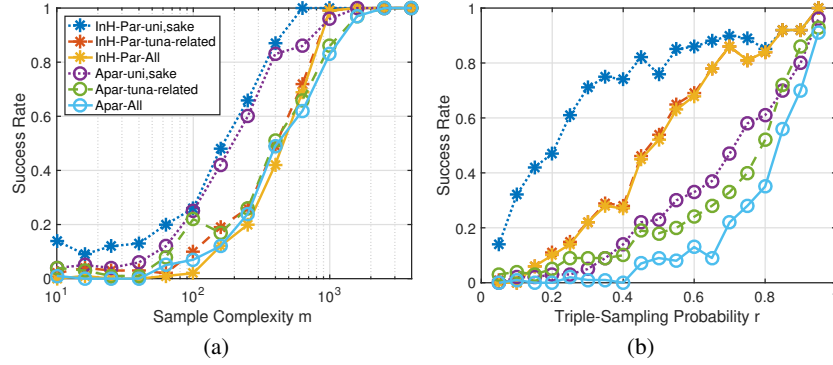 1
0.8
0.6
0.4
0.2
0
Success Rate
InH-Par-uni,sake
InH-Par-tuna-related
InH-Par-All
Apar-uni,sake
Apar-tuna-related
Apar-All
10^1 10^2 10^3
Sample Complexity m
(a)
1
0.8
0.6
0.4
0.2
0
Success Rate
0 0.2 0.4 0.6 0.8 1
Triple-Sampling Probability r
(b)